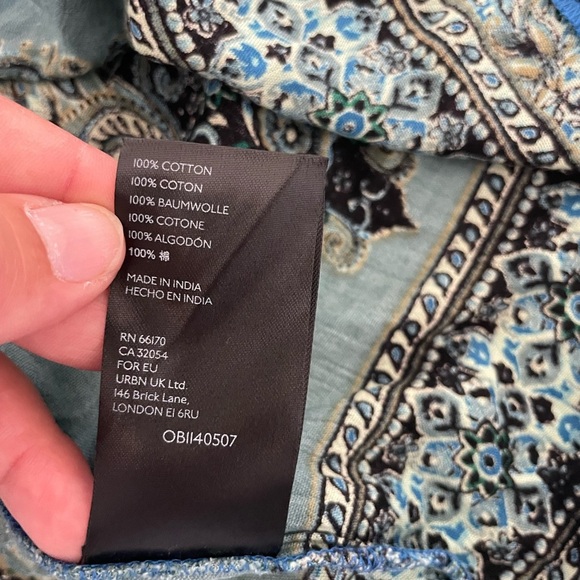 100% COTTON
100% COTON
100% BAUMWOLLE
100% COTONE
100% ALGODÓN
100% 棉
MADE IN INDIA
HECHO EN INDIA
RN 66170
CA 32054
FOR EU
URBN UK Ltd.
146 Brick Lane,
LONDON E1 6RU
OB1140507